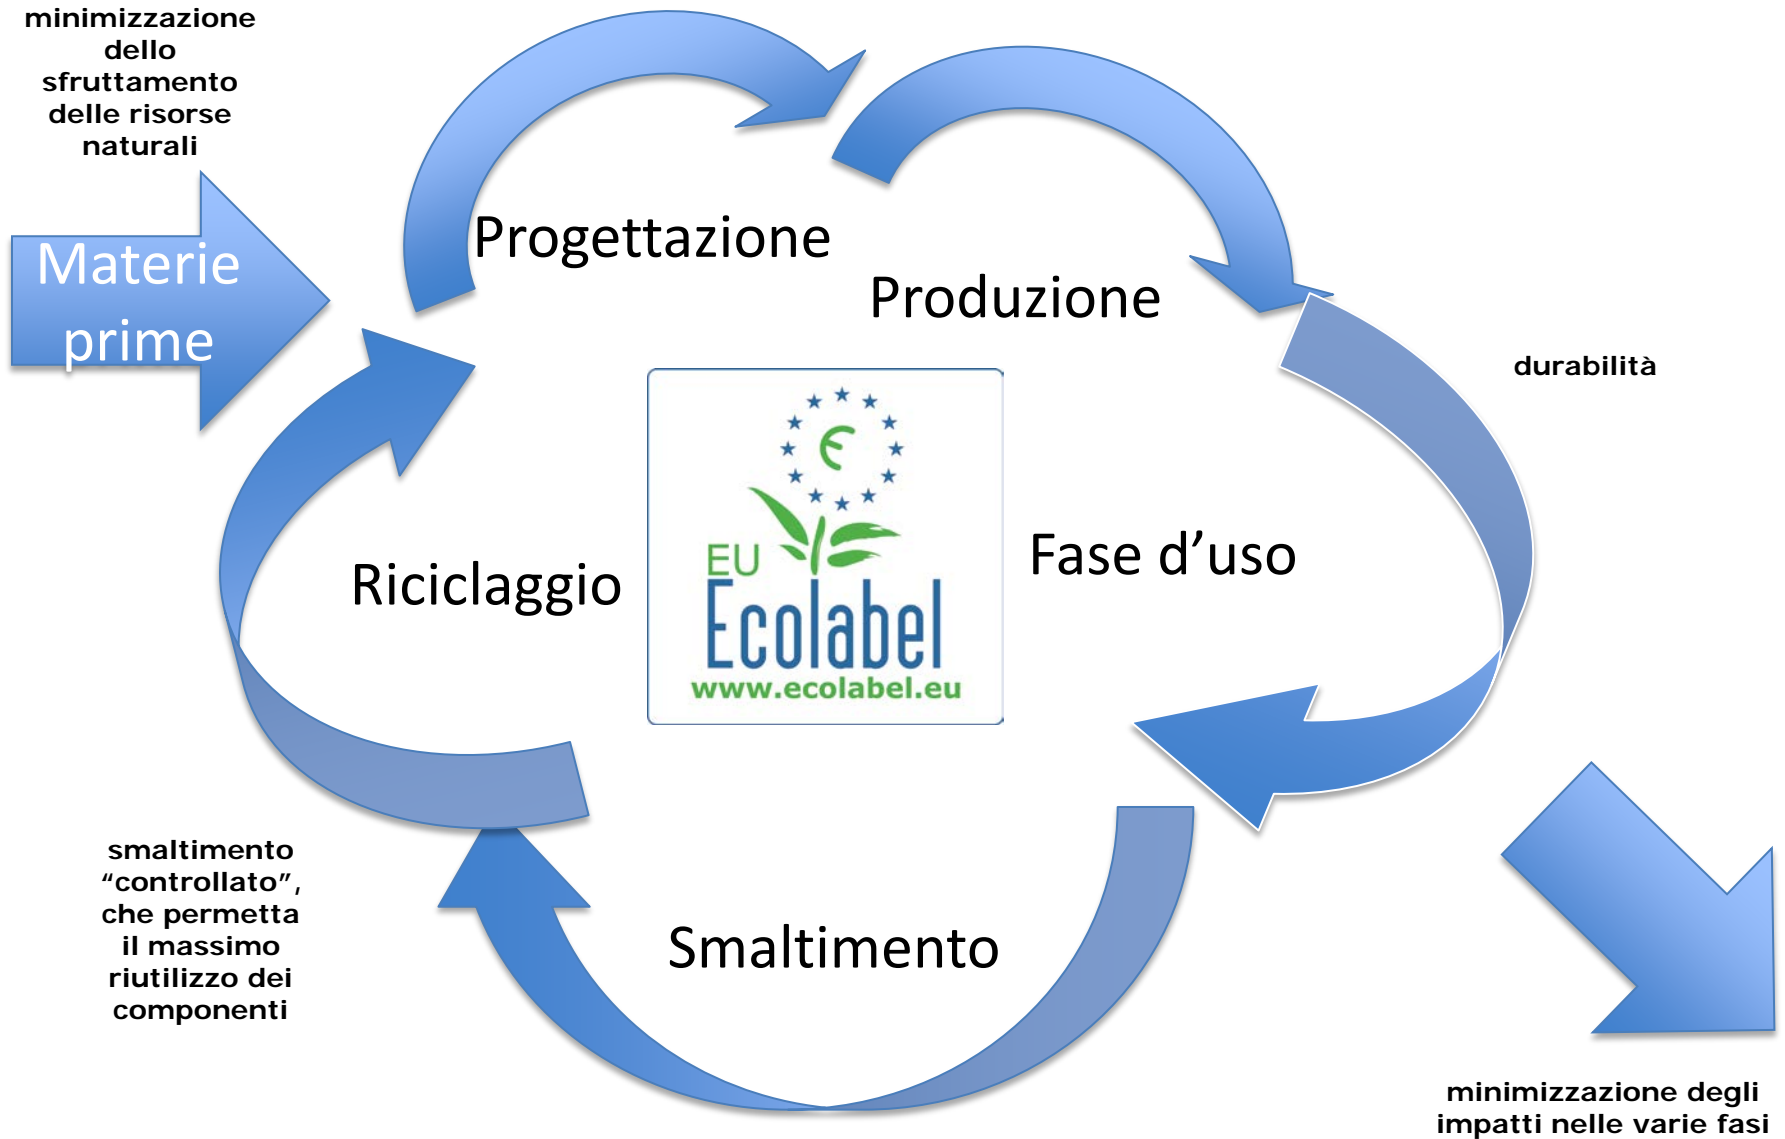 minimizzazione
dello
sfruttamento
delle risorse
naturali
Materie
prime
Progettazione
Produzione
durabilità
Fase d’uso
Riciclaggio
EU
Ecolabel
www.ecolabel.eu
smaltimento
“controllato”,
che permetta
il massimo
riutilizzo dei
componenti
Smaltimento
minimizzazione degli
impatti nelle varie fasi